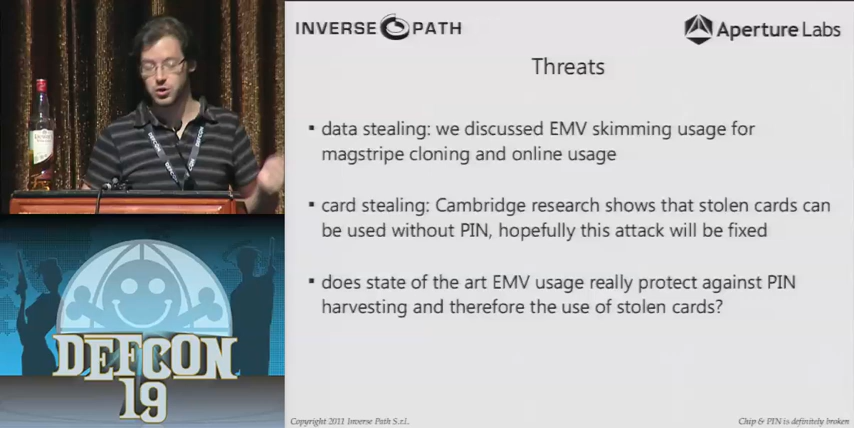 INVERSE PATH
Aperture Labs
Threats
▪ data stealing: we discussed EMV skimming usage for
magstripe cloning and online usage
▪ card stealing: Cambridge research shows that stolen cards can
be used without PIN, hopefully this attack will be fixed
▪ does state of the art EMV usage really protect against PIN
harvesting and therefore the use of stolen cards?
DEFCON
19
Copyright 2011 Inverse Path S.r.l.
Chip & PIN is definitely broken